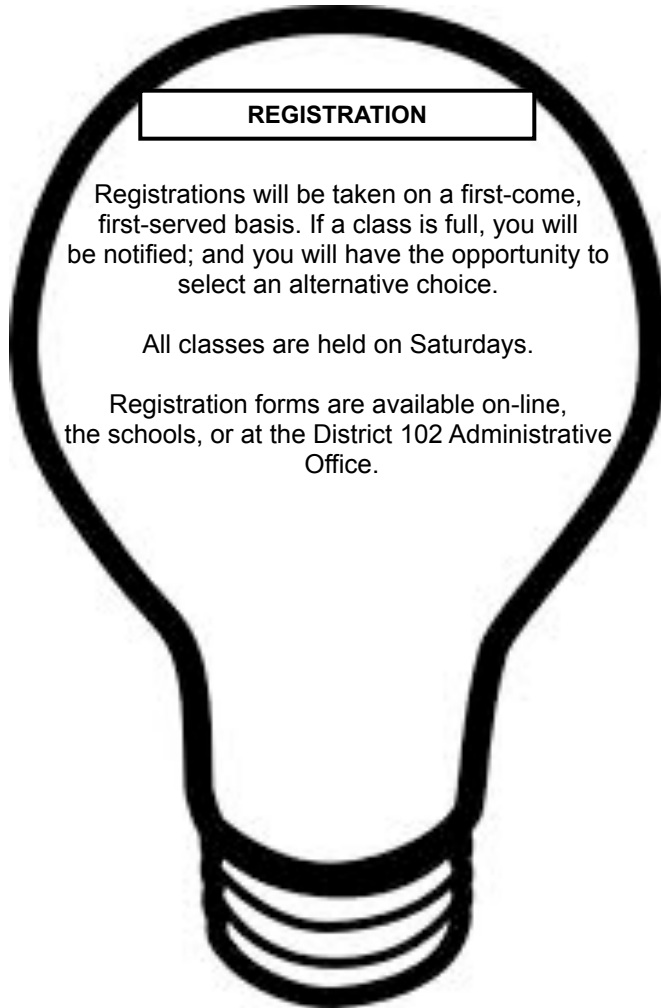 REGISTRATION
Registrations will be taken on a first-come,
first-served basis. If a class is full, you will
be notified; and you will have the opportunity to
select an alternative choice.
All classes are held on Saturdays.
Registration forms are available on-line,
the schools, or at the District 102 Administrative
Office.